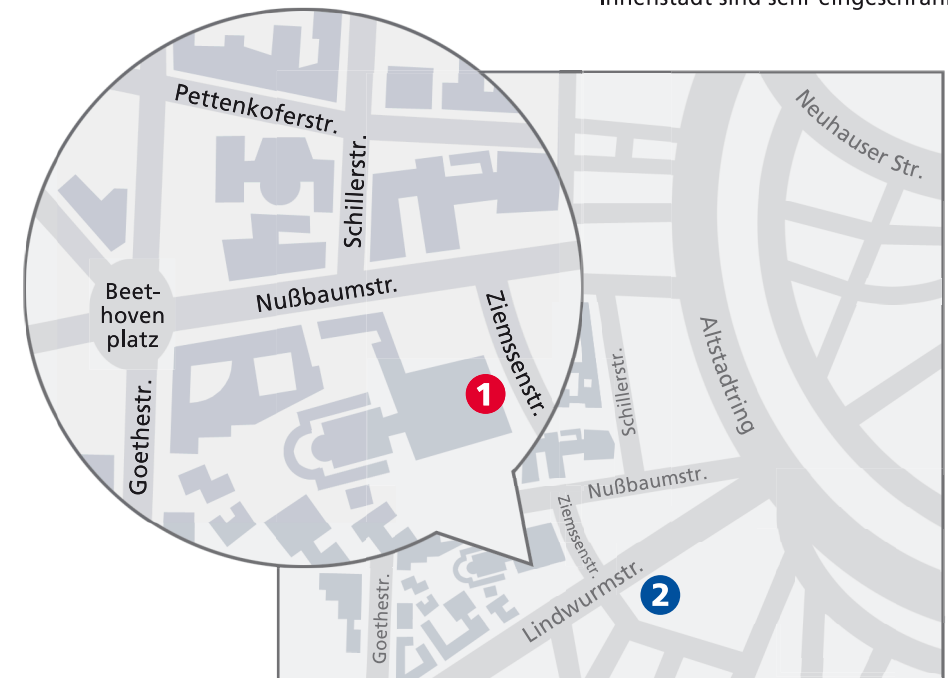 Innenstadt sind sehr eingeschränk
Pettenkoferstr.
Schillerstr.
Neuhauser Str.
Beet-
hoven
platz
Nußbaumstr.
Ziemssenstr.
Altstadtring
Goethestr.
1
Schillerstr.
Nußbaumstr.
Ziemssenstr.
Goethestr.
Lindwurmstr.
2